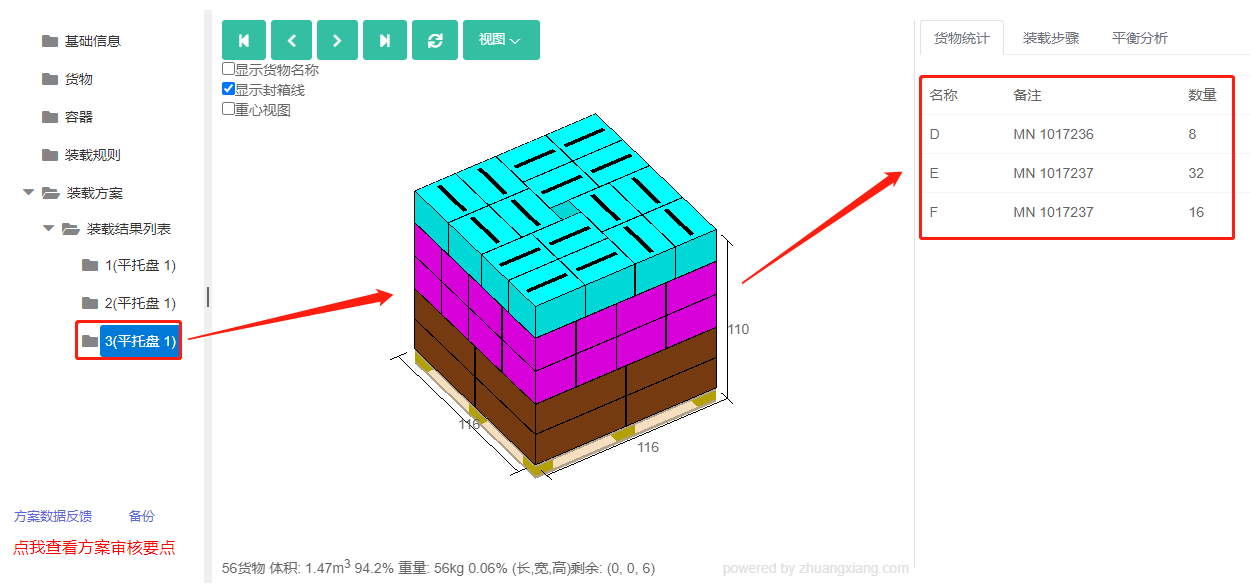 基础信息
货物
容器
装载规则
装载方案
装载结果列表
1(平托盘 1)
2(平托盘 1)
3(平托盘 1)
方案数据反馈 备份
点我查看方案审核要点
视图
显示货物名称
显示封箱线
重心视图
110
116
116
56货物 体积: 1.47m³ 94.2% 重量: 56kg 0.06% (长,宽,高)剩余: (0, 0, 6)
powered by zhuangxiang.com
货物统计 装载步骤 平衡分析
名称 备注 数量
D MN 1017236 8
E MN 1017237 32
F MN 1017237 16